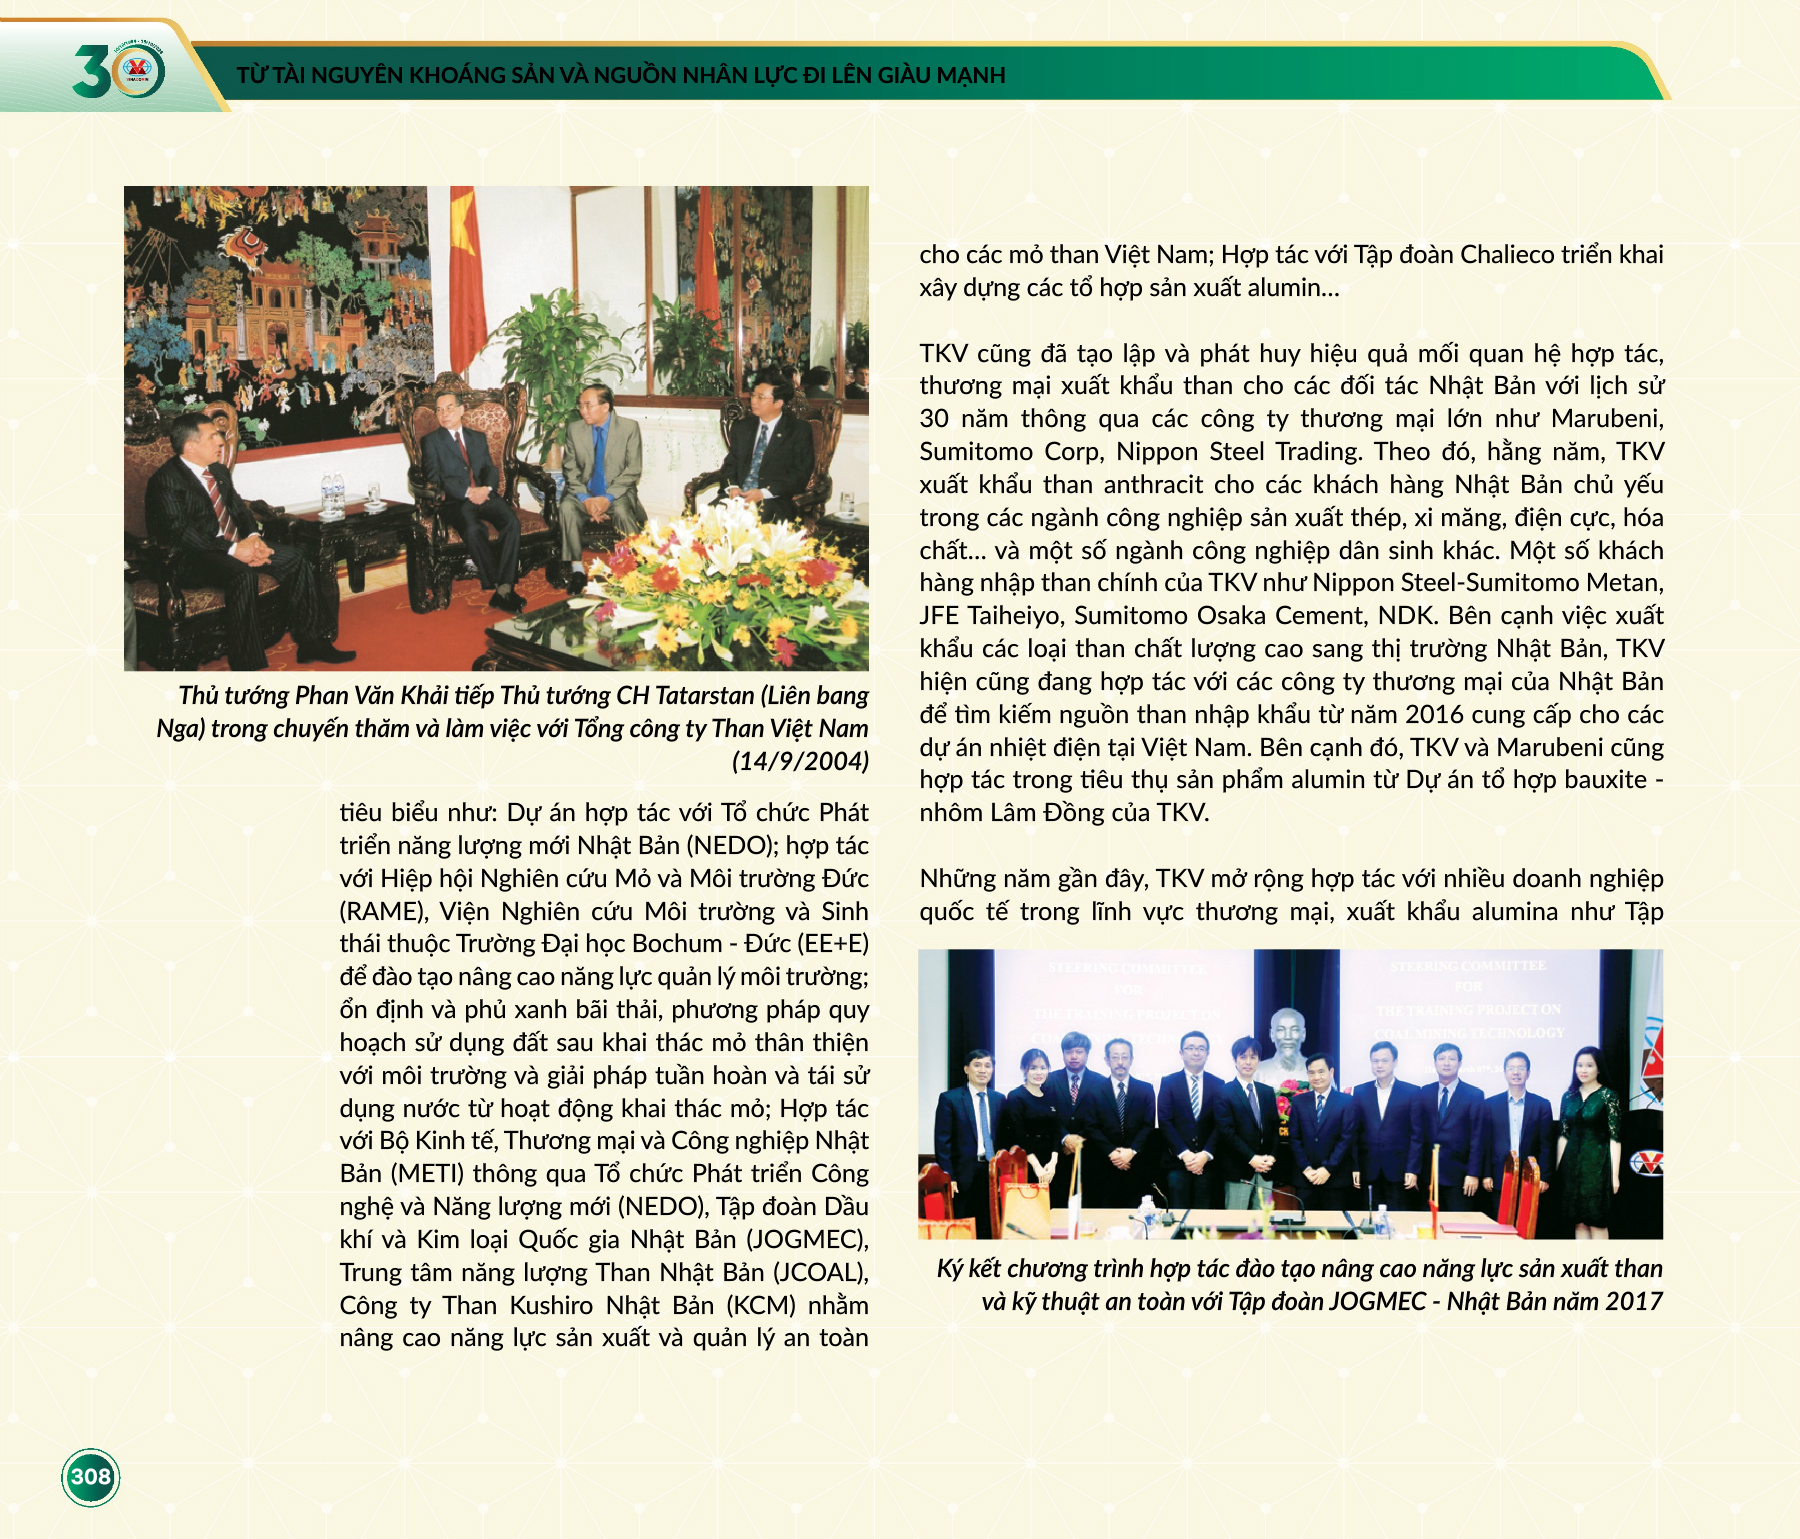 30
VINACOMIN
TỪ TÀI NGUYÊN KHOÁNG SẢN VÀ NGUỒN NHÂN LỰC ĐI LÊN GIÀU MẠNH
Thủ tướng Phan Văn Khải tiếp Thủ tướng CH Tatarstan (Liên bang
Nga) trong chuyến thăm và làm việc với Tổng công ty Than Việt Nam
(14/9/2004)
tiêu biểu như: Dự án hợp tác với Tổ chức Phát
triển năng lượng mới Nhật Bản (NEDO); hợp tác
với Hiệp hội Nghiên cứu Mỏ và Môi trường Đức
(RAME), Viện Nghiên cứu Môi trường và Sinh
thái thuộc Trường Đại học Bochum - Đức (EE+E)
để đào tạo nâng cao năng lực quản lý môi trường;
ổn định và phủ xanh bãi thải, phương pháp quy
hoạch sử dụng đất sau khai thác mỏ thân thiện
với môi trường và giải pháp tuần hoàn và tái sử
dụng nước từ hoạt động khai thác mỏ; Hợp tác
với Bộ Kinh tế, Thương mại và Công nghiệp Nhật
Bản (METI) thông qua Tổ chức Phát triển Công
nghệ và Năng lượng mới (NEDO), Tập đoàn Dầu
khí và Kim loại Quốc gia Nhật Bản (JOGMEC),
Trung tâm năng lượng Than Nhật Bản (JCOAL),
Công ty Than Kushiro Nhật Bản (KCM) nhằm
nâng cao năng lực sản xuất và quản lý an toàn
cho các mỏ than Việt Nam; Hợp tác với Tập đoàn Chalieco triển khai
xây dựng các tổ hợp sản xuất alumin...
TKV cũng đã tạo lập và phát huy hiệu quả mối quan hệ hợp tác,
thương mại xuất khẩu than cho các đối tác Nhật Bản với lịch sử
30 năm thông qua các công ty thương mại lớn như Marubeni,
Sumitomo Corp, Nippon Steel Trading. Theo đó, hằng năm, TKV
xuất khẩu than anthracit cho các khách hàng Nhật Bản chủ yếu
trong các ngành công nghiệp sản xuất thép, xi măng, điện cực, hóa
chất... và một số ngành công nghiệp dân sinh khác. Một số khách
hàng nhập than chính của TKV như Nippon Steel-Sumitomo Metan,
JFE Taiheiyo, Sumitomo Osaka Cement, NDK. Bên cạnh việc xuất
khẩu các loại than chất lượng cao sang thị trường Nhật Bản, TKV
hiện cũng đang hợp tác với các công ty thương mại của Nhật Bản
để tìm kiếm nguồn than nhập khẩu từ năm 2016 cung cấp cho các
dự án nhiệt điện tại Việt Nam. Bên cạnh đó, TKV và Marubeni cũng
hợp tác trong tiêu thụ sản phẩm alumin từ Dự án tổ hợp bauxite -
nhôm Lâm Đồng của TKV.
Những năm gần đây, TKV mở rộng hợp tác với nhiều doanh nghiệp
quốc tế trong lĩnh vực thương mại, xuất khẩu alumina như Tập
STEERING COMMITTEE
FOR
THE TRAINING PROJECT ON
STEERING COMMITTEE
FOR
THE TRAINING PROJECT ON
COAL MINING TECHNOLOGY
Ký kết chương trình hợp tác đào tạo nâng cao năng lực sản xuất than
và kỹ thuật an toàn với Tập đoàn JOGMEC - Nhật Bản năm 2017
308